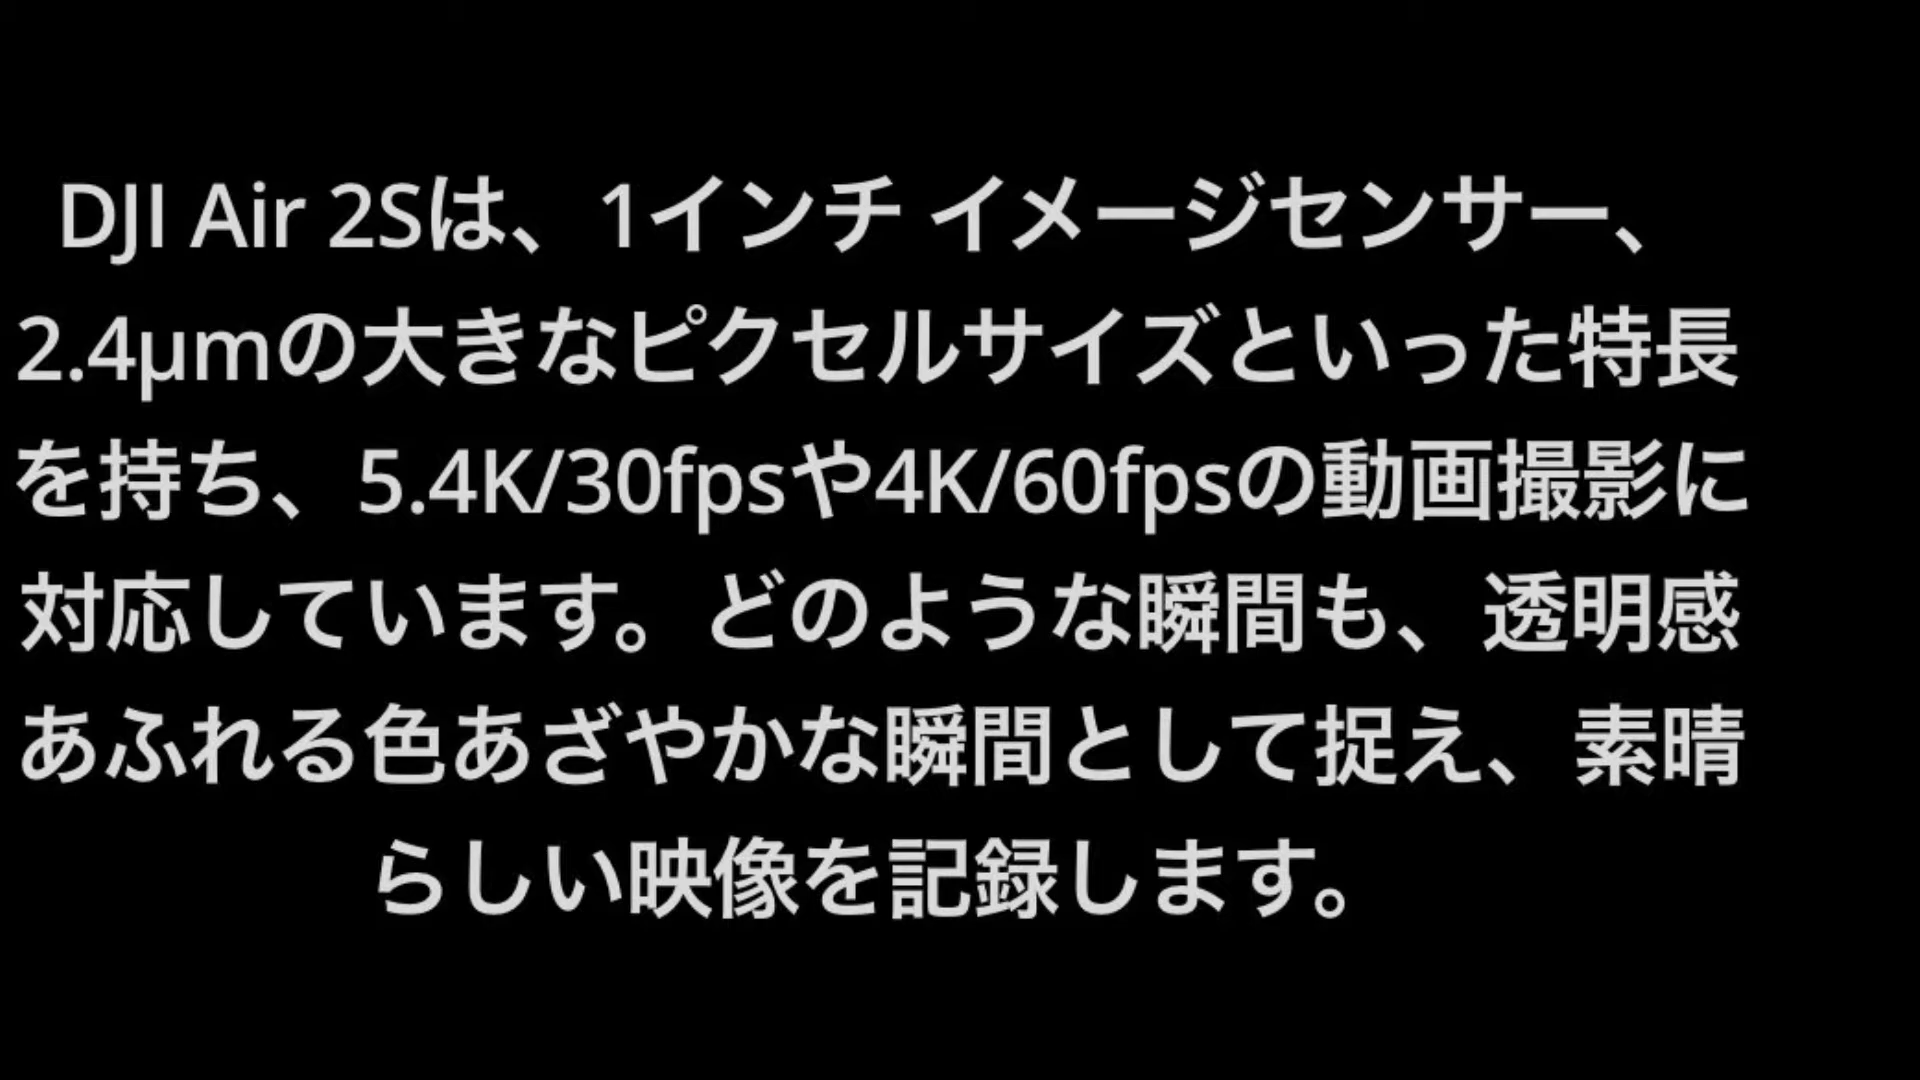 DJI Air 2Sは、1インチ イメージセンサー、
2.4μmの大きなピクセルサイズといった特長
を持ち、5.4K/30fpsや4K/60fpsの動画撮影に
対応しています。どのような瞬間も、透明感
あふれる色あざやかな瞬間として捉え、素晴
らしい映像を記録します。